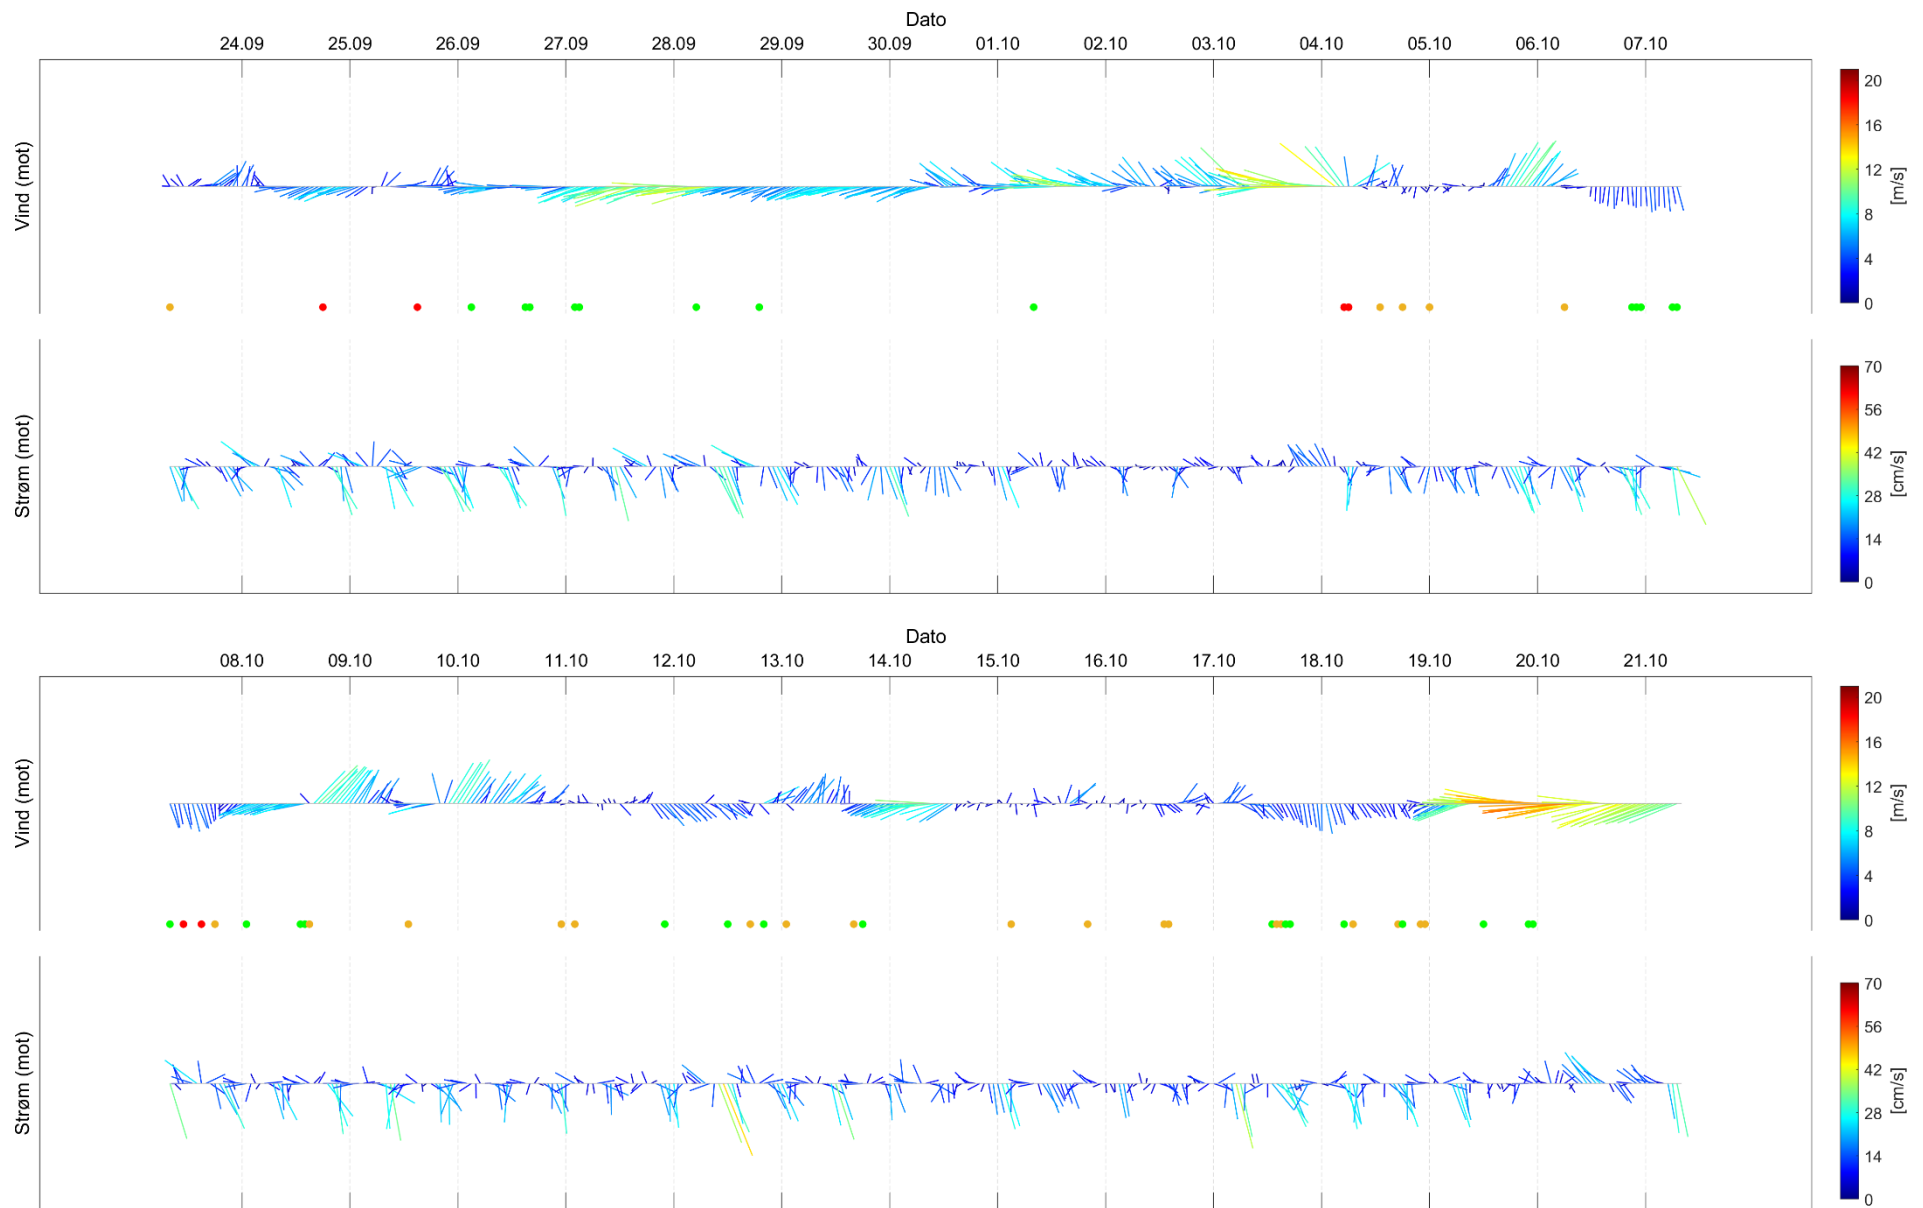 Dato
24.09 25.09 26.09 27.09 28.09 29.09 30.09 01.10 02.10 03.10 04.10 05.10 06.10 07.10
Vind (mot)
20
16
12
8
4
0
[m/s]
Strøm (mot)
70
56
42
28
14
0
[cm/s]
Dato
08.10 09.10 10.10 11.10 12.10 13.10 14.10 15.10 16.10 17.10 18.10 19.10 20.10 21.10
Vind (mot)
20
16
12
8
4
0
[m/s]
Strøm (mot)
70
56
42
28
14
0
[cm/s]